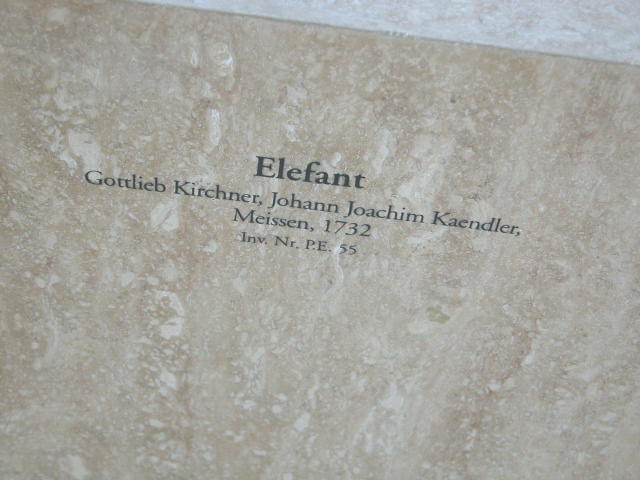 Elefant
Gottlieb Kirchner, Johann Joachim Kaendler,
Meissen, 1732
Inv. Nr. P.E. 55